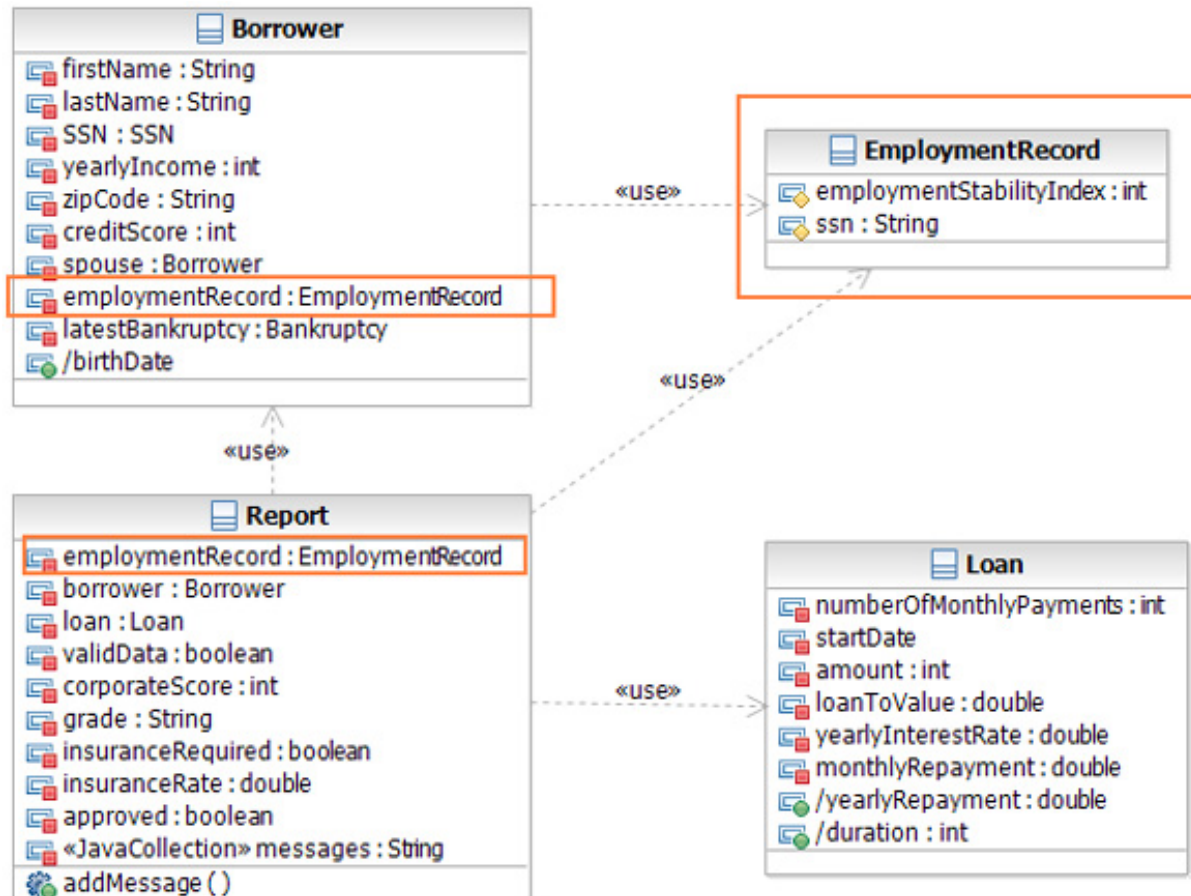 Borrower
firstName : String
lastName : String
SSN : SSN
yearlyIncome : int
zipCode : String
creditScore : int
spouse : Borrower
employmentRecord : EmploymentRecord
latestBankruptcy : Bankruptcy
/birthDate
«use»
EmploymentRecord
employmentStabilityIndex : int
ssn : String
«use»
«use»
Report
employmentRecord : EmploymentRecord
borrower : Borrower
loan : Loan
validData : boolean
corporateScore : int
grade : String
insuranceRequired : boolean
insuranceRate : double
approved : boolean
«JavaCollection» messages : String
addMessage ( )
«use»
Loan
numberOfMonthlyPayments : int
startDate
amount : int
loanToValue : double
yearlyInterestRate : double
monthlyRepayment : double
/yearlyRepayment : double
/duration : int